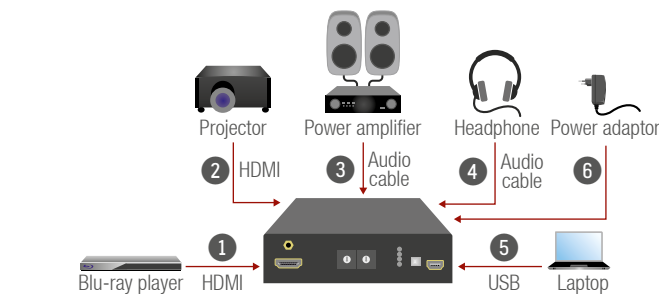 Projector
Power amplifier
Headphone
Power adaptor
2
HDMI
3
Audio
cable
4
Audio
cable
6
1
5
Blu-ray player
HDMI
USB
Laptop